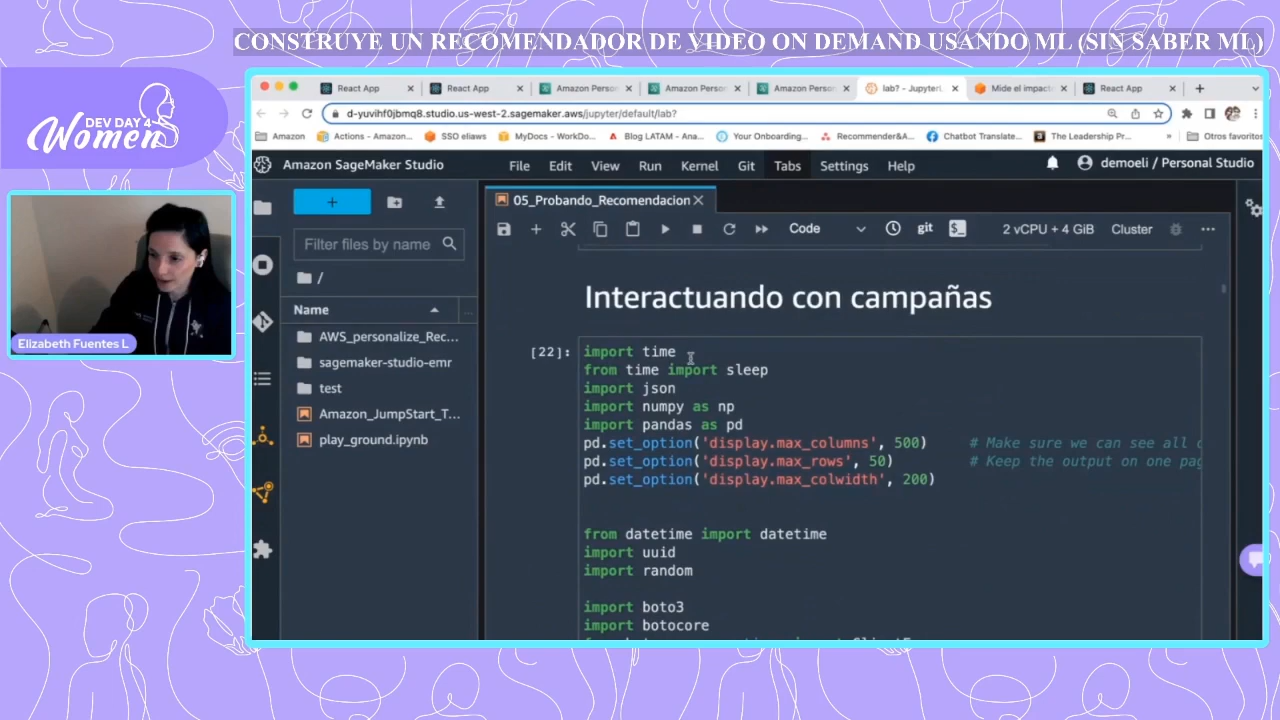 CONSTRUYE UN RECOMENDADOR DE VIDEO ON DEMAND USANDO ML (SIN SABER ML)
DEV DAY 4
Women
Elizabeth Fuentes L
React App
React App
Amazon Person
Amazon Person
Amazon Person
lab? - JupyterL
Mide el impact
React App
d-yuvihf0jbmq8.studio.us-west-2.sagemaker.aws/jupyter/default/lab?
Amazon
Actions - Amazon...
SSO eliaws
MyDocs - WorkDo...
Blog LATAM - Ana...
Your Onboarding...
Recommender&A...
Chatbot Translate...
The Leadership Pr...
»
Otros favoritos
Amazon SageMaker Studio
File Edit View Run Kernel Git Tabs Settings Help
demoeli / Personal Studio
+
Filter files by name
/
Name
AWS_personalize_Rec...
sagemaker-studio-emr
test
Amazon_JumpStart_T...
play_ground.ipynb
05_Probando_Recomendacion
Code
git
2 vCPU + 4 GiB
Cluster
Interactuando con campañas
[22]:
import time
from time import sleep
import json
import numpy as np
import pandas as pd
pd.set_option('display.max_columns', 500) # Make sure we can see all
pd.set_option('display.max_rows', 50) # Keep the output on one pag
pd.set_option('display.max_colwidth', 200)
from datetime import datetime
import uuid
import random
import boto3
import botocore